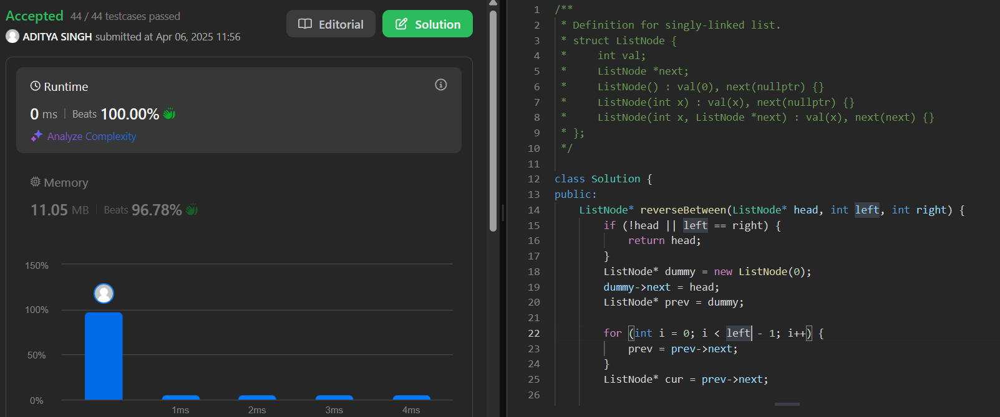 Accepted 44 / 44 testcases passed
Editorial
Solution
ADITYA SINGH submitted at Apr 06, 2025 11:56
Runtime
0 ms | Beats 100.00%
Analyze Complexity
Memory
11.05 MB | Beats 96.78%
150%
100%
50%
0%
1ms 2ms 3ms 4ms
1 /**
2 * Definition for singly-linked list.
3 * struct ListNode {
4 *     int val;
5 *     ListNode *next;
6 *     ListNode() : val(0), next(nullptr) {}
7 *     ListNode(int x) : val(x), next(nullptr) {}
8 *     ListNode(int x, ListNode *next) : val(x), next(next) {}
9 * };
10 */
11
12 class Solution {
13 public:
14     ListNode* reverseBetween(ListNode* head, int left, int right) {
15         if (!head || left == right) {
16             return head;
17         }
18         ListNode* dummy = new ListNode(0);
19         dummy->next = head;
20         ListNode* prev = dummy;
21
22         for (int i = 0; i < left - 1; i++) {
23             prev = prev->next;
24         }
25         ListNode* cur = prev->next;
26